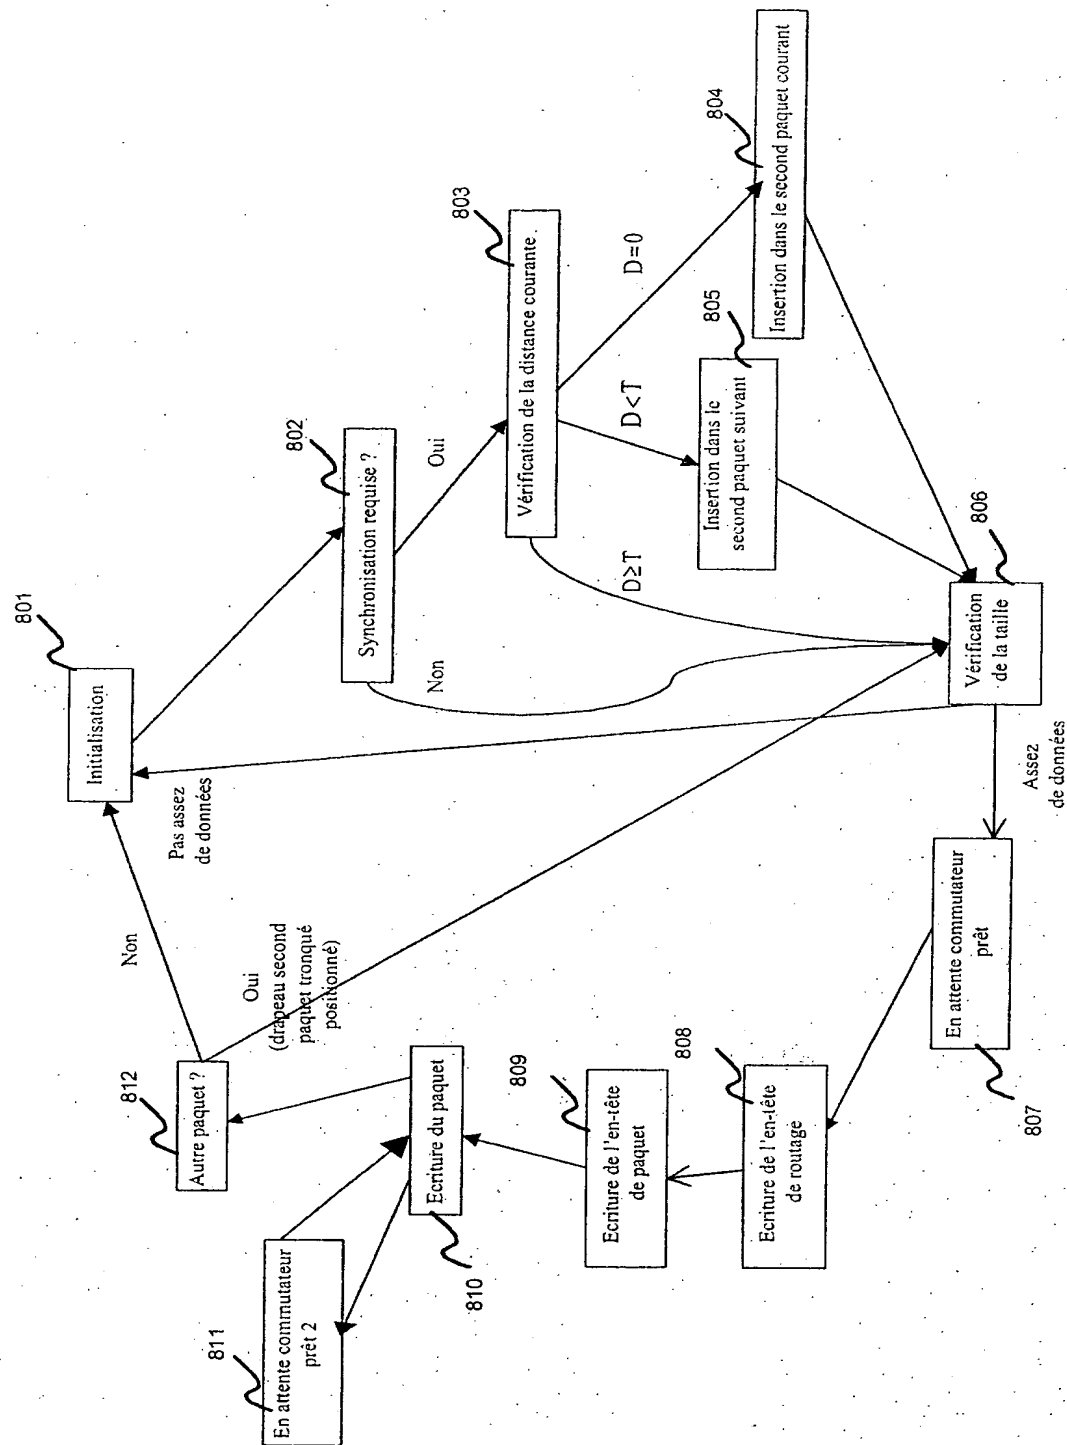 801
Initialisation
802
Synchronisation requise ?
Oui
Non
803
Vérification de la distance courante
D=0
D<T
D≥T
804
Insertion dans le second paquet courant
805
Insertion dans le
second paquet suivant
806
Vérification
de la taille
Pas assez
de données
Assez
de données
En attente commutateur
prêt
807
808
Ecriture de l'en-tête
de routage
809
Ecriture de l'en-tête
de paquet
Ecriture du paquet
810
811
En attente commutateur
prêt 2
812
Autre paquet ?
Non
Oui
(drapeau second
paquet tronqué
positionné)